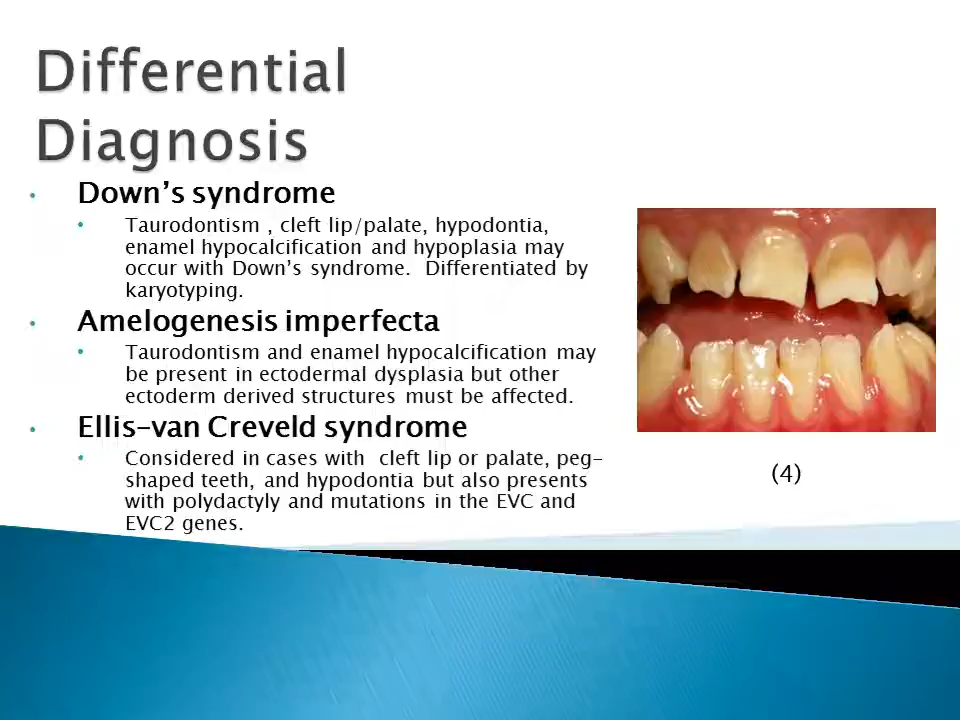 Differential
Diagnosis
• Down's syndrome
• Taurodontism , cleft lip/palate, hypodontia,
enamel hypocalcification and hypoplasia may
occur with Down's syndrome.  Differentiated by
karyotyping.
• Amelogenesis imperfecta
• Taurodontism and enamel hypocalcification may
be present in ectodermal dysplasia but other
ectoderm derived structures must be affected.
• Ellis-van Creveld syndrome
• Considered in cases with  cleft lip or palate, peg-
shaped teeth, and hypodontia but also presents
with polydactyly and mutations in the EVC and
EVC2 genes.
(4)